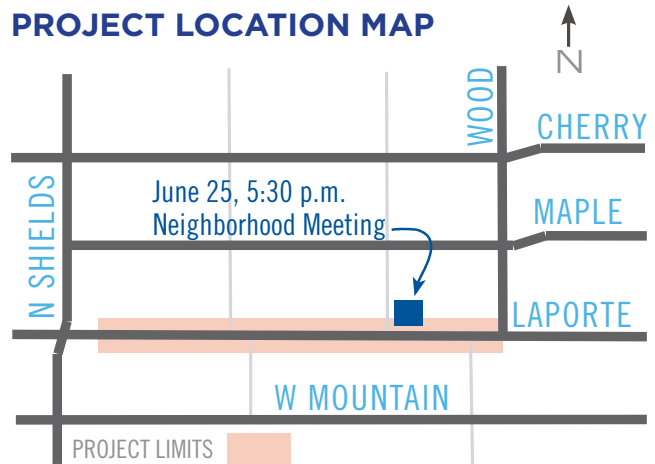 PROJECT LOCATION MAP
N
WOOD
CHERRY
N SHIELDS
June 25, 5:30 p.m.
Neighborhood Meeting
MAPLE
LAPORTE
W MOUNTAIN
PROJECT LIMITS